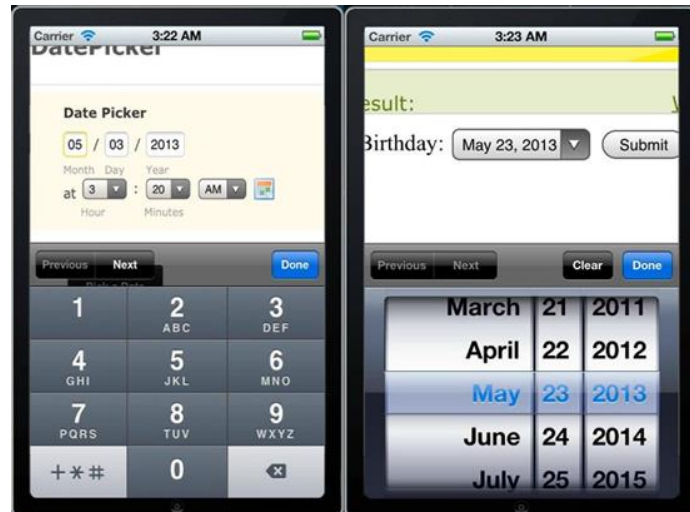 Carrier 3:22 AM
DatePicker
Date Picker
05 / 03 / 2013
Month Day Year
at 3 : 20 AM
Hour Minutes
Previous Next Done
Pick a Date
1 2 3
ABC DEF
4 5 6
GHI JKL MNO
7 8 9
PQRS TUV WXYZ
+*# 0
Carrier 3:23 AM
esult:
Birthday: May 23, 2013 Submit
Previous Next Clear Done
March 21 2011
April 22 2012
May 23 2013
June 24 2014
July 25 2015